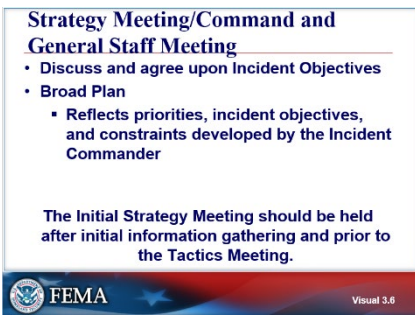 Strategy Meeting/Command and
General Staff Meeting
• Discuss and agree upon Incident Objectives
• Broad Plan
▪ Reflects priorities, incident objectives,
and constraints developed by the Incident
Commander
The Initial Strategy Meeting should be held
after initial information gathering and prior to
the Tactics Meeting.
FEMA
Visual 3.6